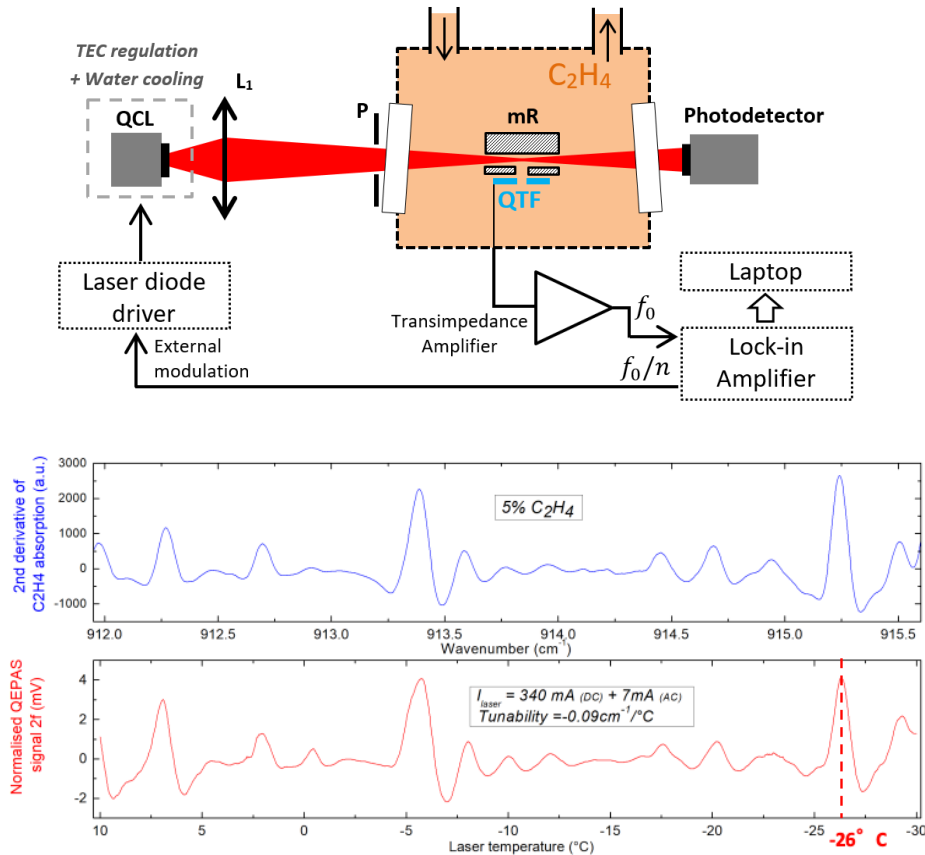 TEC regulation
+ Water cooling
QCL
L₁
P
mR
C₂H₄
Photodetector
QTF
Laser diode
driver
External
modulation
Transimpedance
Amplifier
f₀
f₀/n
Laptop
Lock-in
Amplifier
2nd derivative of
C2H4 absorption (a.u.)
3000
2000
1000
0
-1000
5% C₂H₄
912.0 912.5 913.0 913.5 914.0 914.5 915.0 915.5
Wavenumber (cm⁻¹)
Normalised QEPAS
signal 2f (mV)
4
2
0
-2
I_laser = 340 mA (DC) + 7mA (AC)
Tunability =-0.09cm⁻¹/°C
10 5 0 -5 -10 -15 -20 -25 -30
-26° C
Laser temperature (°C)